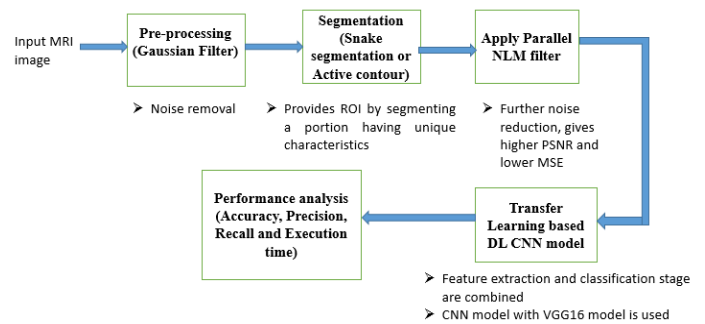 Input MRI
image
Pre-processing
(Gaussian Filter)
Segmentation
(Snake
segmentation or
Active contour)
Apply Parallel
NLM filter
➤ Noise removal
➤ Provides ROI by segmenting
a portion having unique
characteristics
➤ Further noise
reduction, gives
higher PSNR and
lower MSE
Performance analysis
(Accuracy, Precision,
Recall and Execution
time)
Transfer
Learning based
DL CNN model
➤ Feature extraction and classification stage
are combined
➤ CNN model with VGG16 model is used